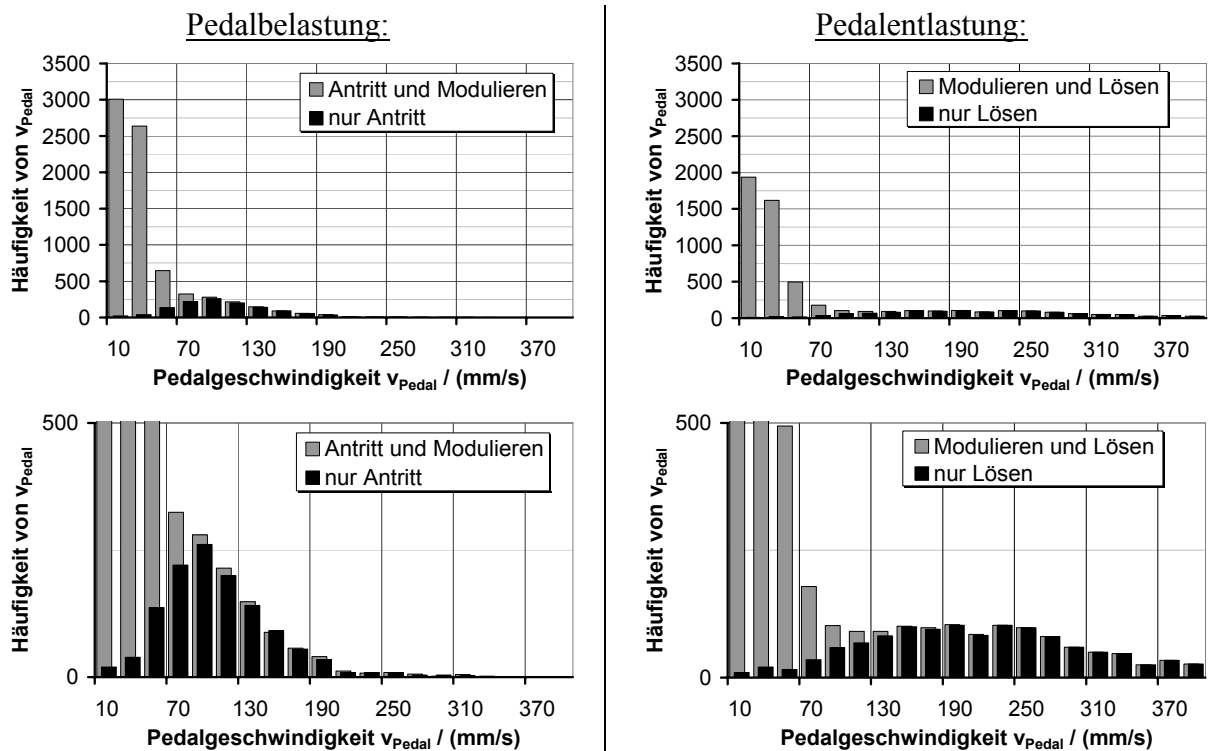 Pedalbelastung:
3500
3000
2500
2000
1500
1000
500
0
Häufigkeit von vPedal
Antritt und Modulieren
nur Antritt
10 70 130 190 250 310 370
Pedalgeschwindigkeit vPedal / (mm/s)
500
0
Häufigkeit von vPedal
Antritt und Modulieren
nur Antritt
10 70 130 190 250 310 370
Pedalgeschwindigkeit vPedal / (mm/s)
Pedalentlastung:
3500
3000
2500
2000
1500
1000
500
0
Häufigkeit von vPedal
Modulieren und Lösen
nur Lösen
10 70 130 190 250 310 370
Pedalgeschwindigkeit vPedal / (mm/s)
500
0
Häufigkeit von vPedal
Modulieren und Lösen
nur Lösen
10 70 130 190 250 310 370
Pedalgeschwindigkeit vPedal / (mm/s)